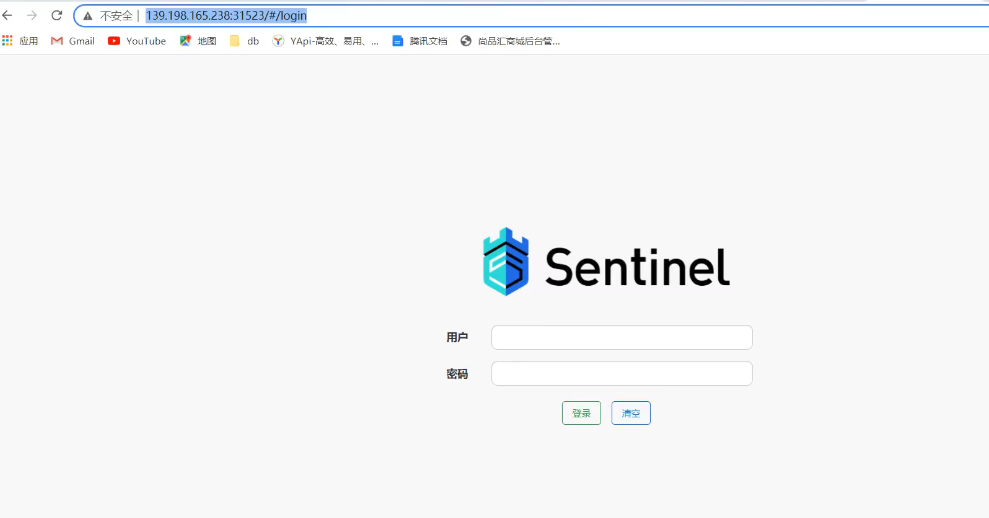 不安全 | 139.198.165.238:31523/#/login
应用 Gmail YouTube 地图 db YApi-高效、易用、... 腾讯文档 尚品汇商城后台管...
Sentinel
用户
密码
登录 清空